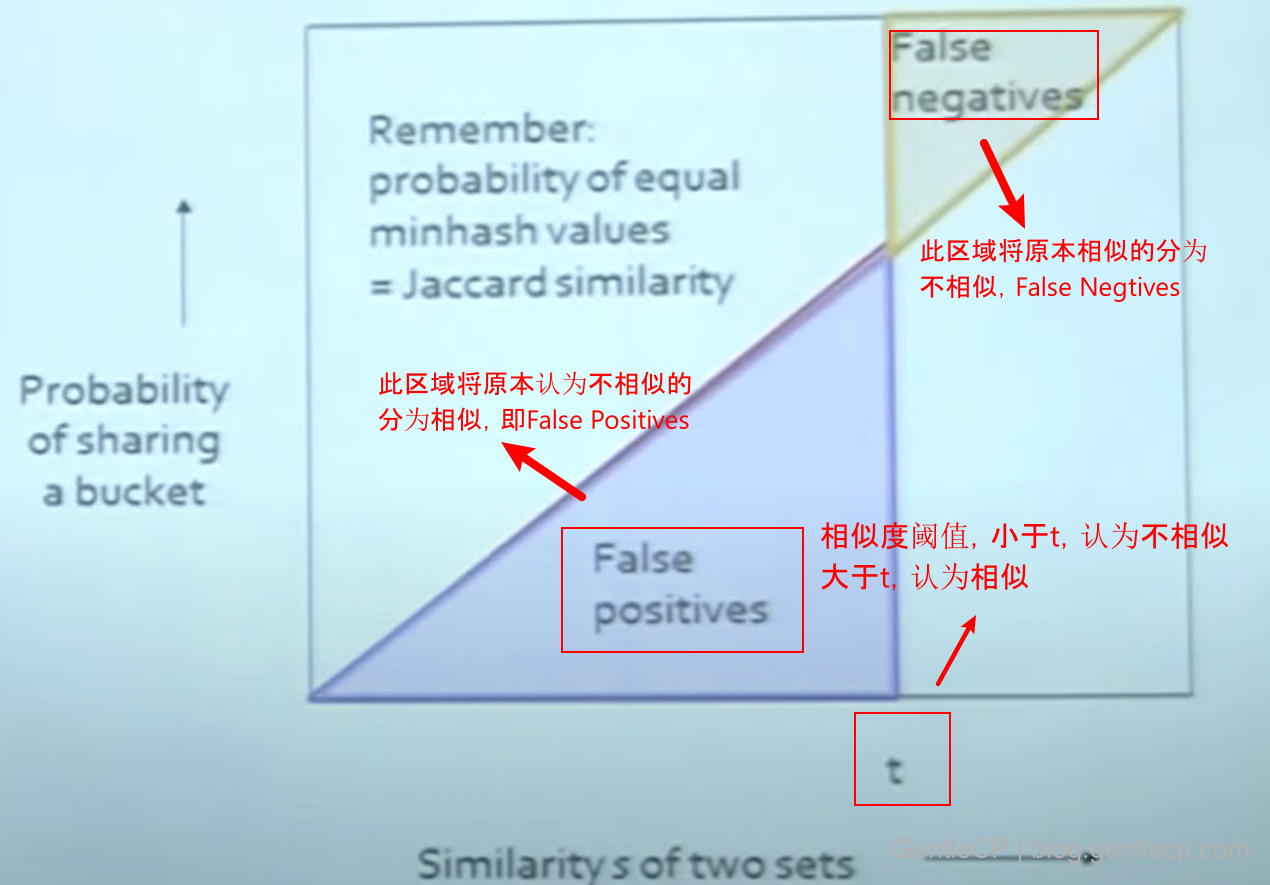 False
negatives
Remember:
probability of equal
minhash values
= Jaccard similarity
此区域将原本相似的分为
不相似, False Negtives
Probability
of sharing
a bucket
此区域将原本认为不相似的
分为相似, 即False Positives
False
positives
相似度阈值, 小于t, 认为不相似
大于t, 认为相似
t
Similarity s of two sets
GentleCP | blog.gentlecp.com